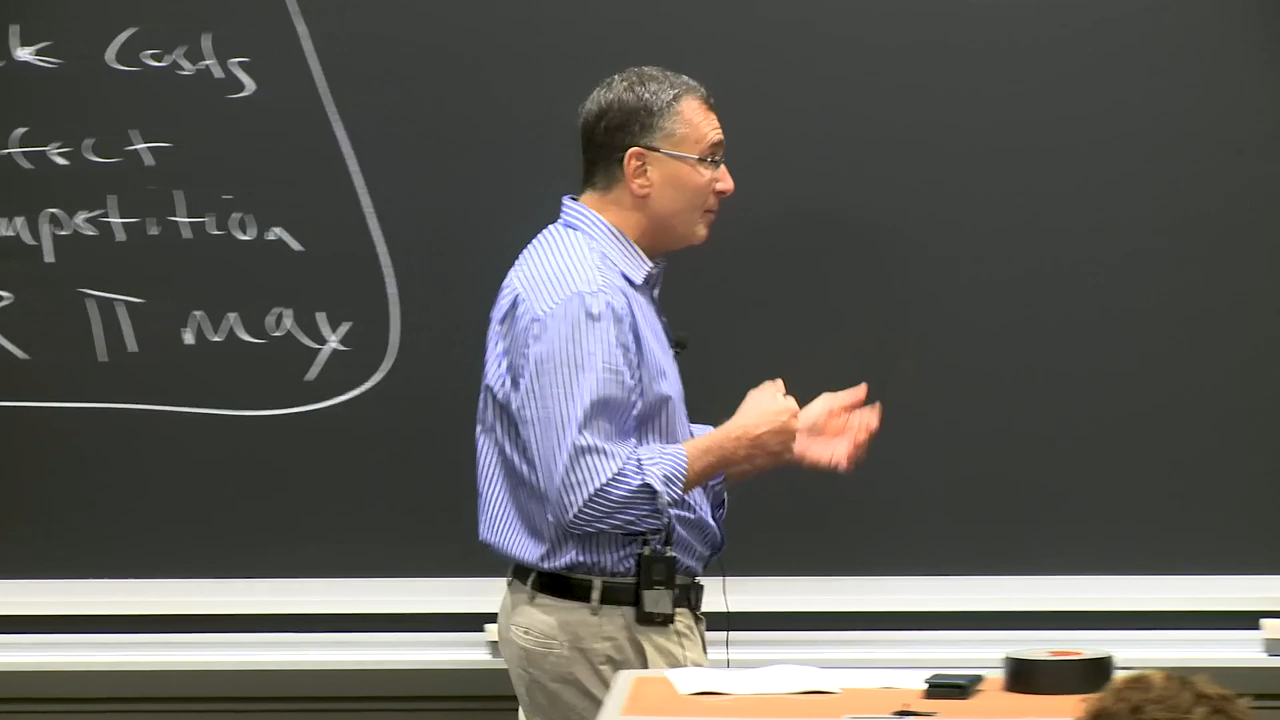 k Costs
fect
mpetition
R π max